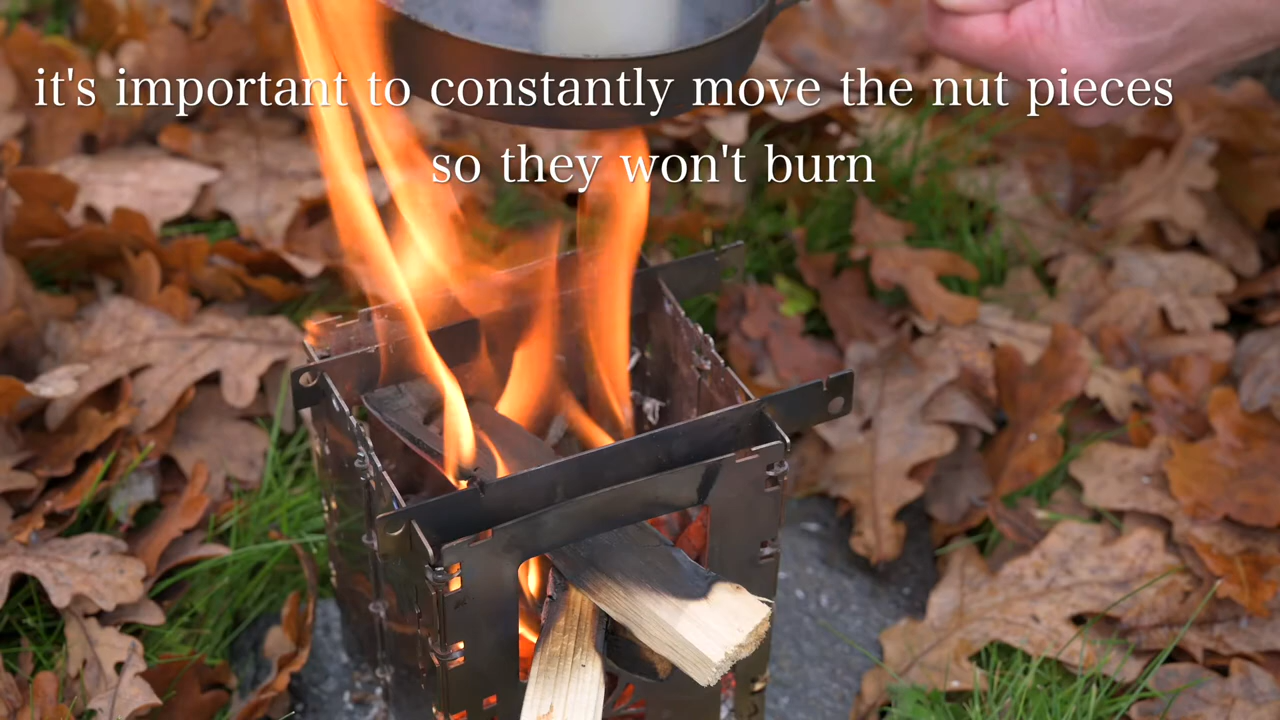 it's important to constantly move the nut pieces
so they won't burn